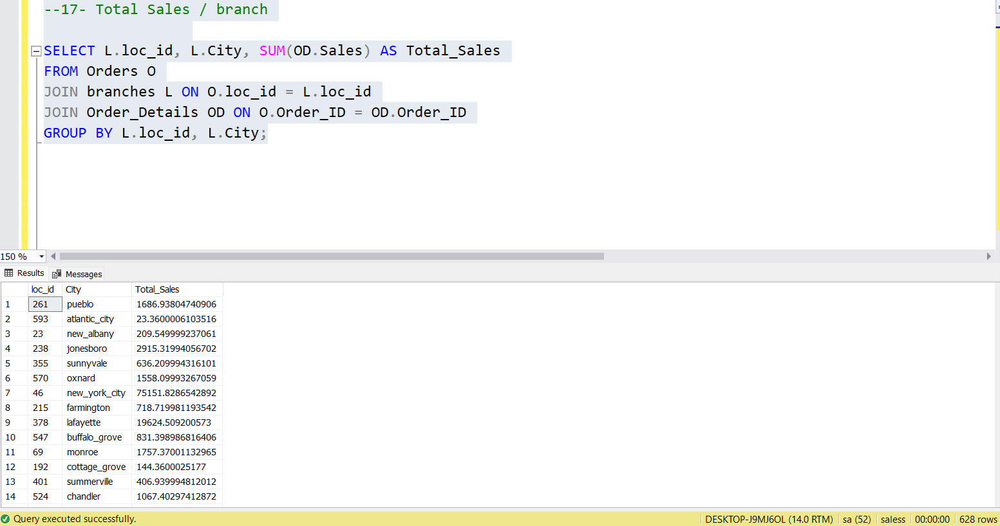 --17- Total Sales / branch
SELECT L.loc_id, L.City, SUM(OD.Sales) AS Total_Sales
FROM Orders O
JOIN branches L ON O.loc_id = L.loc_id
JOIN Order_Details OD ON O.Order_ID = OD.Order_ID
GROUP BY L.loc_id, L.City;
150 %
Results Messages
loc_id City Total_Sales
1 261 pueblo 1686.93804740906
2 593 atlantic_city 23.3600006103516
3 23 new_albany 209.549999237061
4 238 jonesboro 2915.31994056702
5 355 sunnyvale 636.209994316101
6 570 oxnard 1558.09993267059
7 46 new_york_city 75151.8286542892
8 215 farmington 718.719981193542
9 378 lafayette 19624.509200573
10 547 buffalo_grove 831.398986816406
11 69 monroe 1757.37001132965
12 192 cottage_grove 144.3600025177
13 401 summerville 406.939994812012
14 524 chandler 1067.40297412872
Query executed successfully. DESKTOP-J9MJ6OL (14.0 RTM) sa (52) saless 00:00:00 628 rows